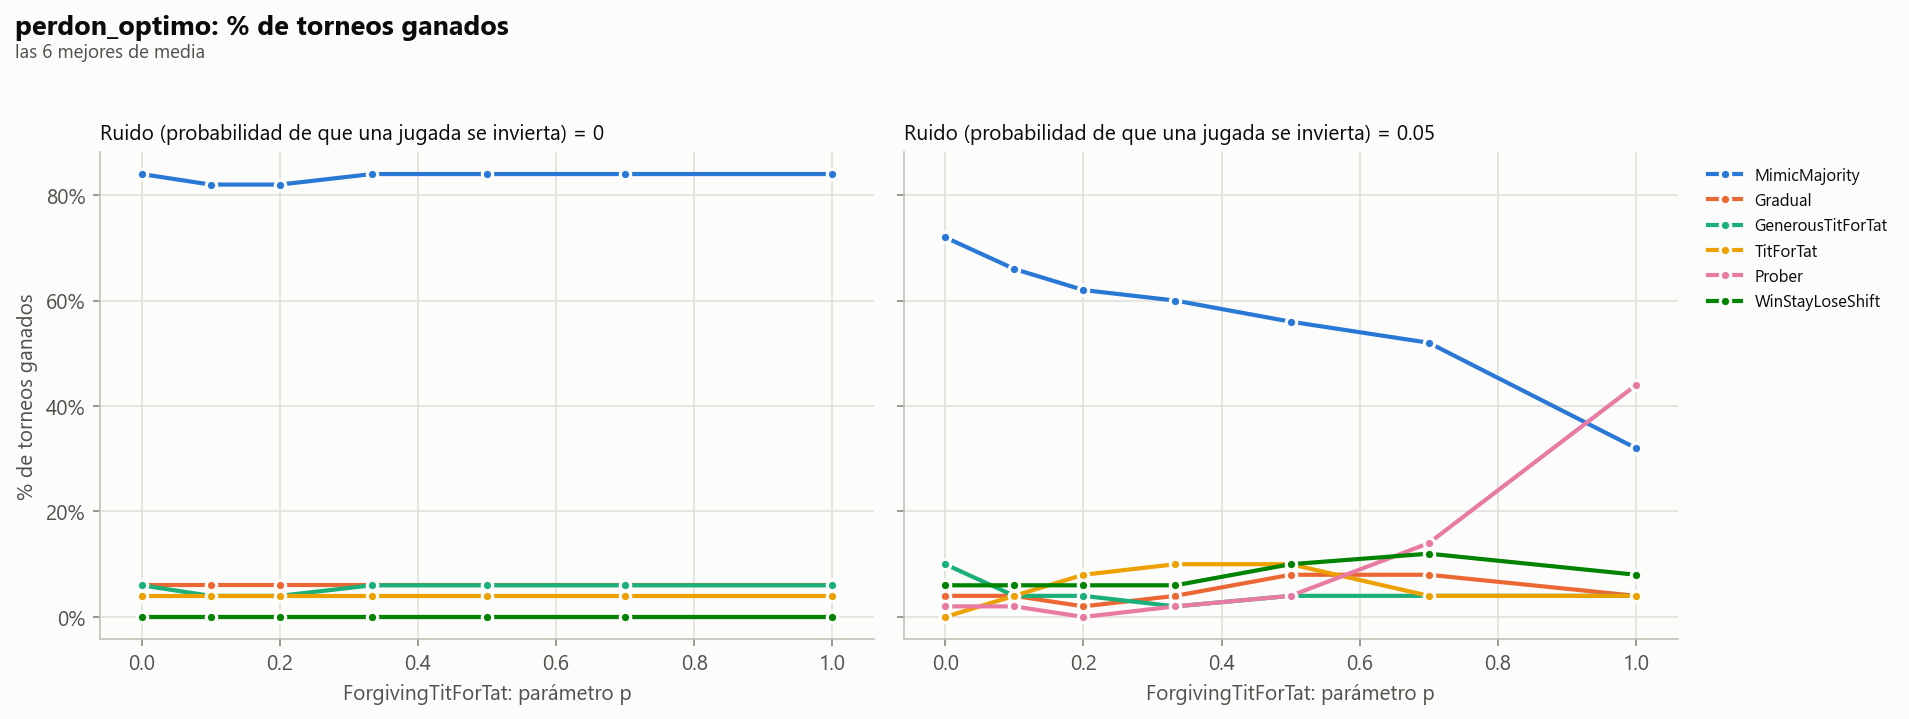 perdon_optimo: % de torneos ganados
las 6 mejores de media
Ruido (probabilidad de que una jugada se invierta) = 0
Ruido (probabilidad de que una jugada se invierta) = 0.05
% de torneos ganados
80%
60%
40%
20%
0%
0.0 0.2 0.4 0.6 0.8 1.0
ForgivingTitForTat: parámetro p
0.0 0.2 0.4 0.6 0.8 1.0
ForgivingTitForTat: parámetro p
MimicMajority
Gradual
GenerousTitForTat
TitForTat
Prober
WinStayLoseShift